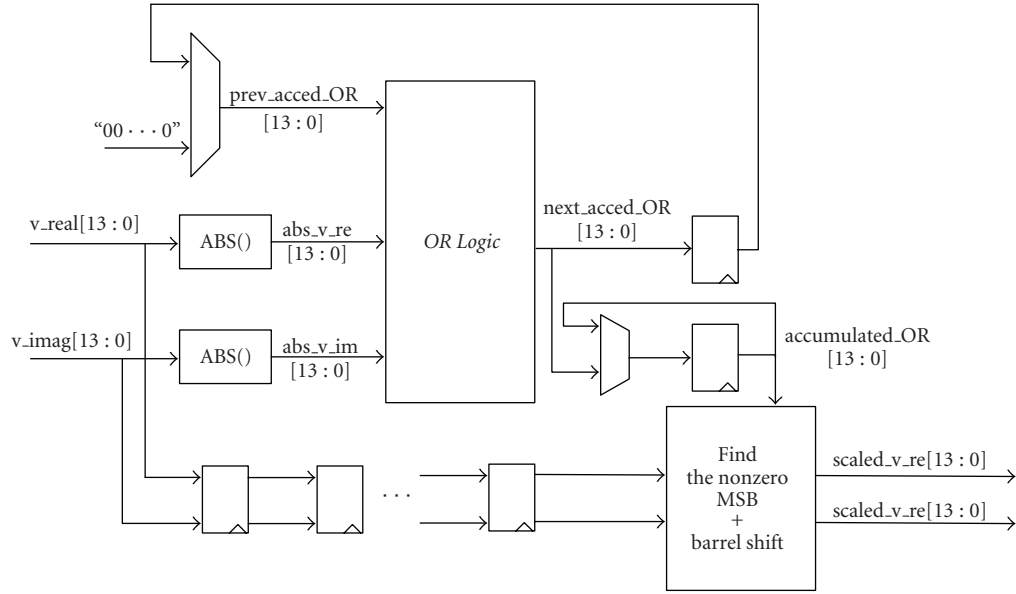 prev_acced_OR
[13 : 0]
“00 · · · 0”
v_real[13 : 0]
ABS()
abs_v_re
[13 : 0]
OR Logic
next_acced_OR
[13 : 0]
v_imag[13 : 0]
ABS()
abs_v_im
[13 : 0]
accumulated_OR
[13 : 0]
· · ·
Find
the nonzero
MSB
+
barrel shift
scaled_v_re[13 : 0]
scaled_v_re[13 : 0]